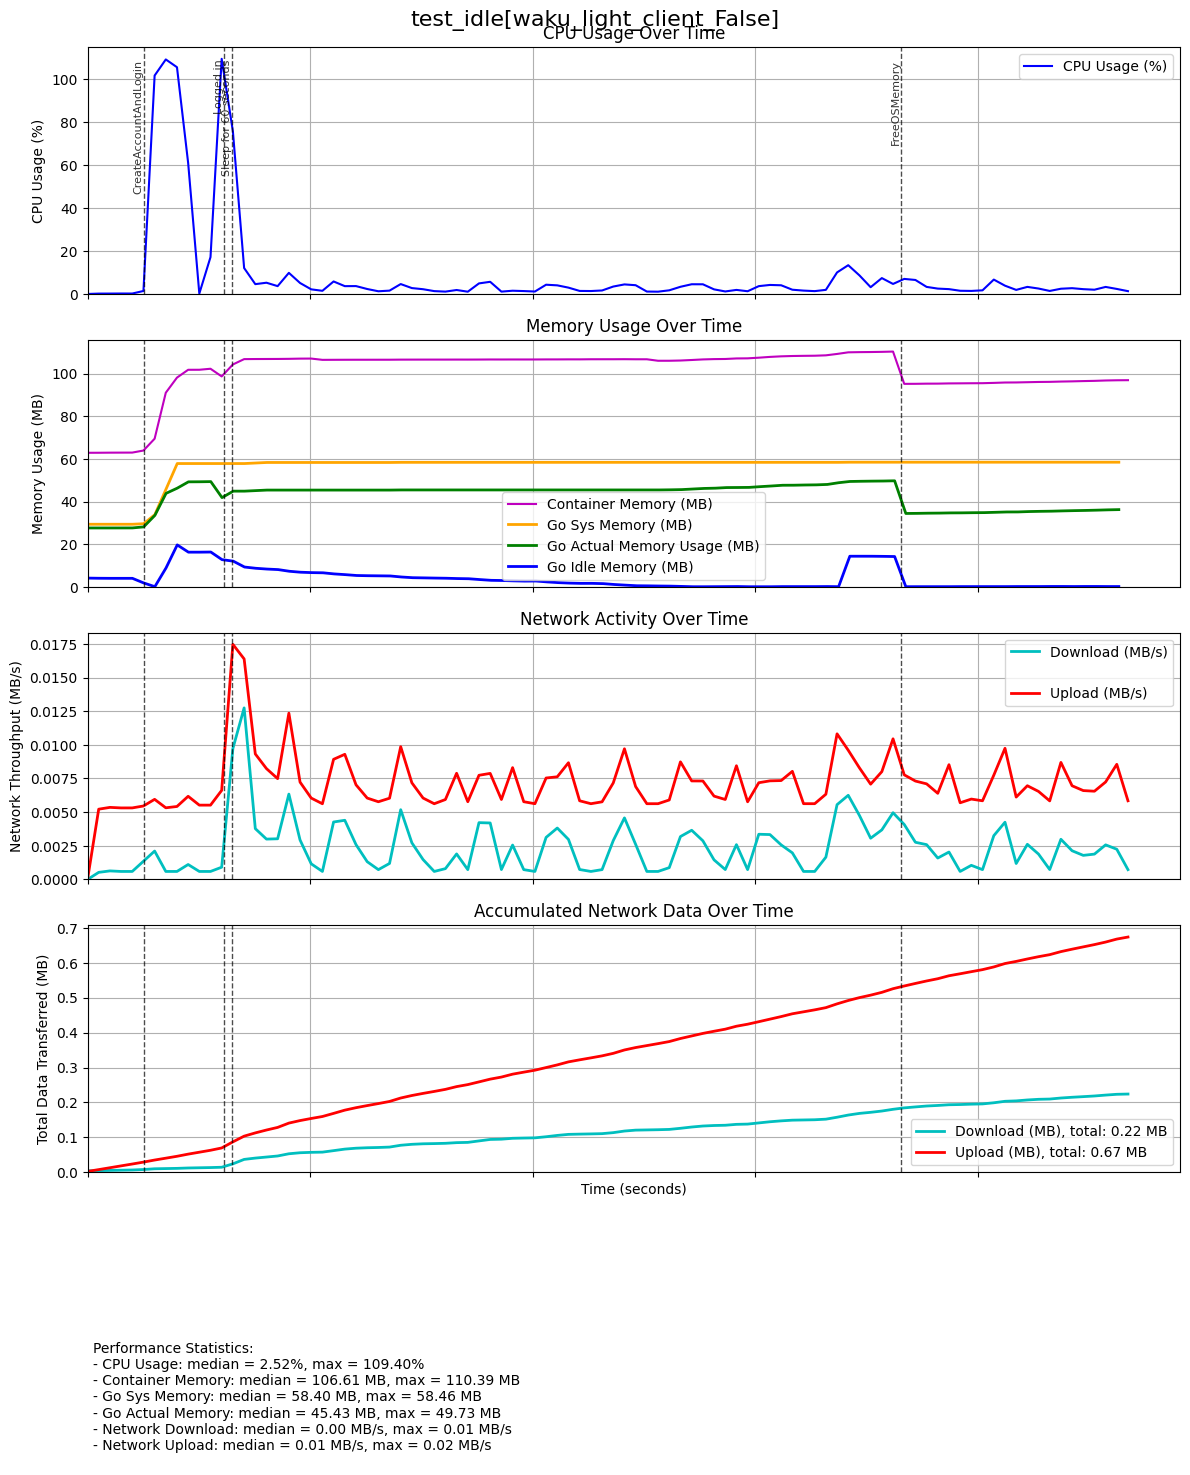 test_idle[waku_light_client_False]
CPU Usage Over Time
CPU Usage (%)
100
80
60
40
20
0
CreateAccountAndLogin
Logged in
Sleep for 60 seconds
FreeOSMemory
CPU Usage (%)
Memory Usage Over Time
Memory Usage (MB)
100
80
60
40
20
0
Container Memory (MB)
Go Sys Memory (MB)
Go Actual Memory Usage (MB)
Go Idle Memory (MB)
Network Activity Over Time
Network Throughput (MB/s)
0.0175
0.0150
0.0125
0.0100
0.0075
0.0050
0.0025
0.0000
Download (MB/s)
Upload (MB/s)
Accumulated Network Data Over Time
Total Data Transferred (MB)
0.7
0.6
0.5
0.4
0.3
0.2
0.1
0.0
Download (MB), total: 0.22 MB
Upload (MB), total: 0.67 MB
Time (seconds)
Performance Statistics:
- CPU Usage: median = 2.52%, max = 109.40%
- Container Memory: median = 106.61 MB, max = 110.39 MB
- Go Sys Memory: median = 58.40 MB, max = 58.46 MB
- Go Actual Memory: median = 45.43 MB, max = 49.73 MB
- Network Download: median = 0.00 MB/s, max = 0.01 MB/s
- Network Upload: median = 0.01 MB/s, max = 0.02 MB/s